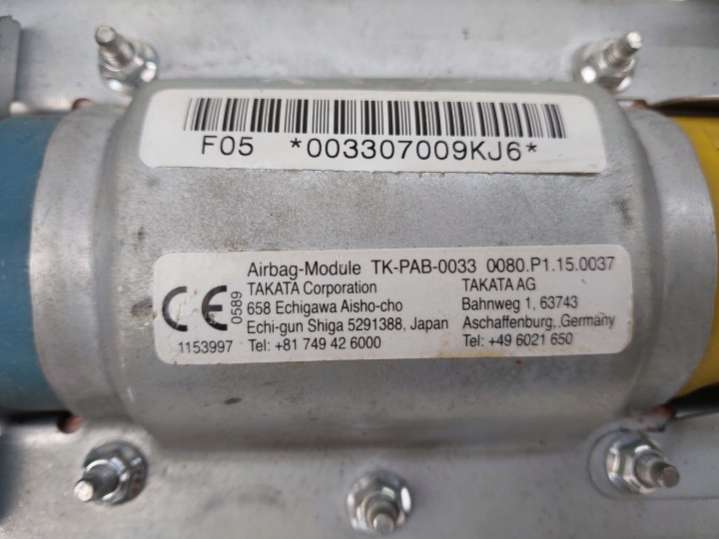 F05 *003307009KJ6*
Airbag-Module TK-PAB-0033 0080.P1.15.0037
TAKATA Corporation TAKATA AG
658 Echigawa Aisho-cho Bahnweg 1, 63743
Echi-gun Shiga 5291388, Japan Aschaffenburg, Germany
Tel: +81 749 42 6000 Tel: +49 6021 650
CE 0589
1153997